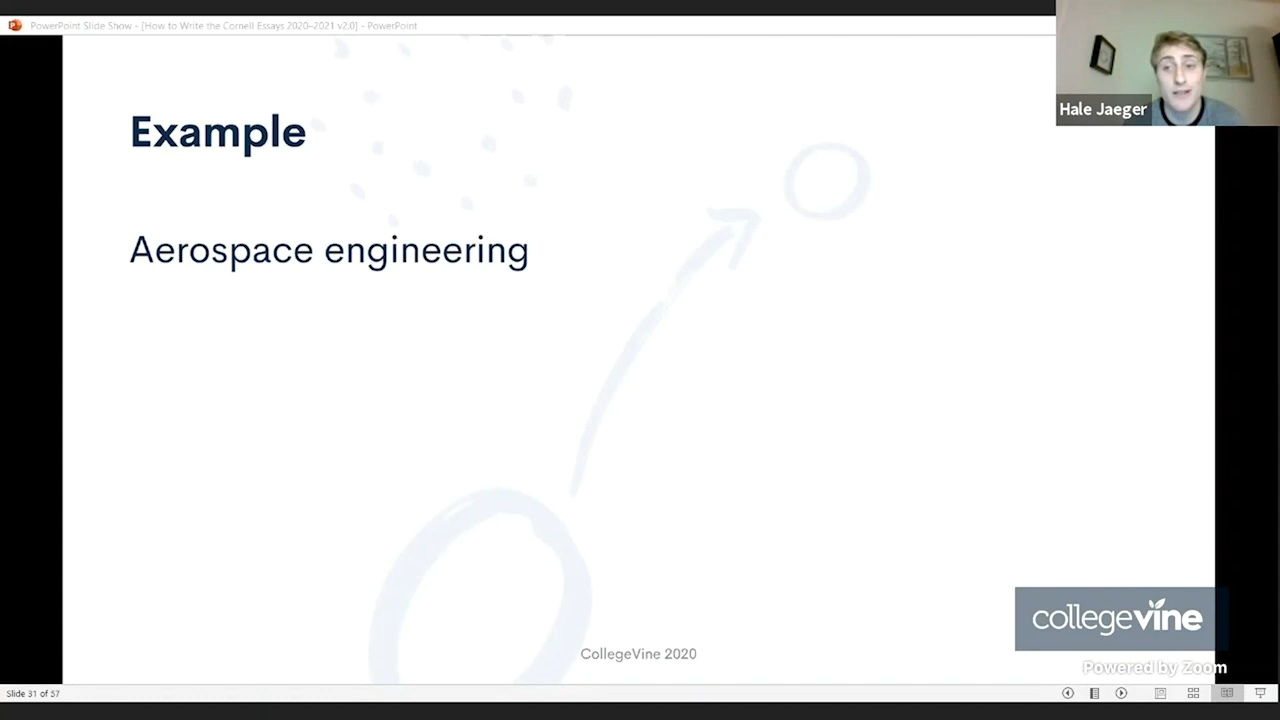 PowerPoint Slide Show - [How to Write the Cornell Essays 2020–2021 v2.0] - PowerPoint
Hale Jaeger
Example
Aerospace engineering
collegevine
CollegeVine 2020
Powered by Zoom
Slide 31 of 57